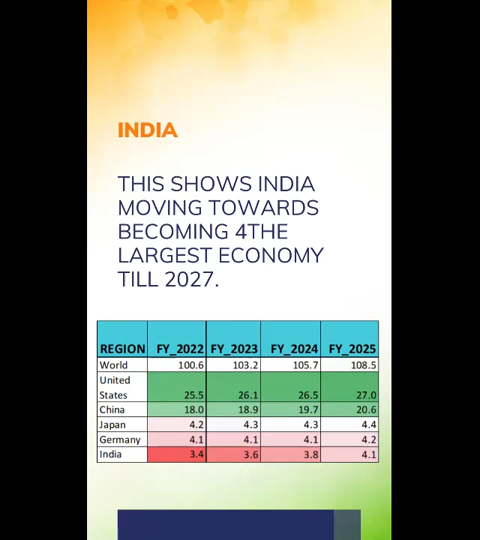 INDIA
THIS SHOWS INDIA
MOVING TOWARDS
BECOMING 4THE
LARGEST ECONOMY
TILL 2027.
REGION FY_2022 FY_2023 FY_2024 FY_2025
World 100.6 103.2 105.7 108.5
United
States 25.5 26.1 26.5 27.0
China 18.0 18.9 19.7 20.6
Japan 4.2 4.3 4.3 4.4
Germany 4.1 4.1 4.1 4.2
India 3.4 3.6 3.8 4.1